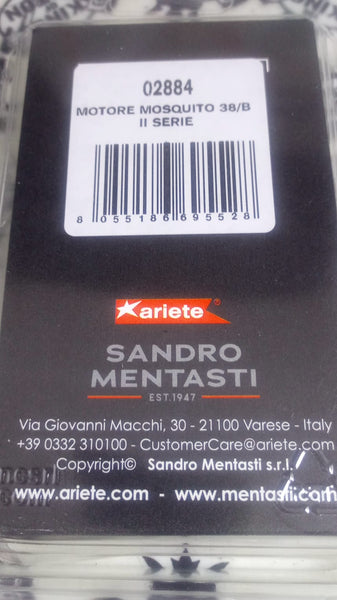 02884
MOTORE MOSQUITO 38/B
II SERIE
8 055186 695528
ariete
SANDRO
MENTASTI
EST.1947
Via Giovanni Macchi, 30 - 21100 Varese - Italy
+39 0332 310100 - CustomerCare@ariete.com
Copyright© Sandro Mentasti s.r.l.
www.ariete.com - www.mentasti.com